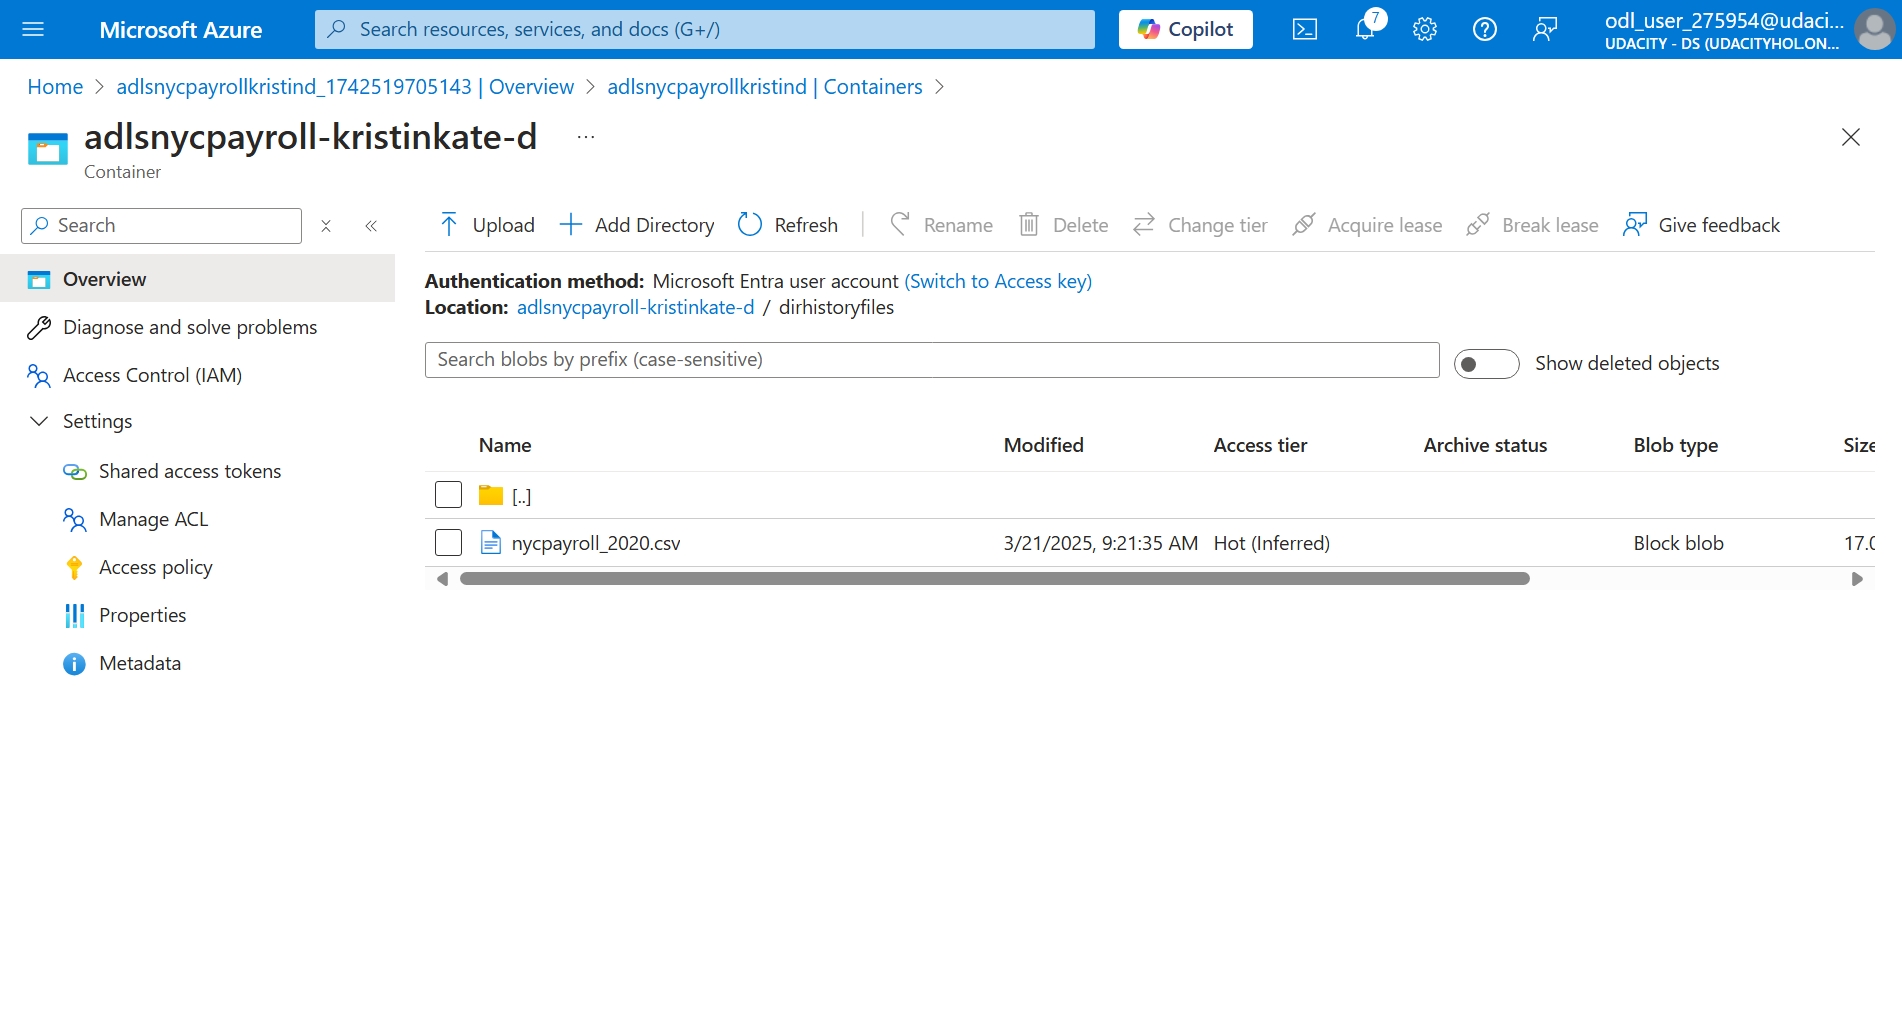 Microsoft Azure
Search resources, services, and docs (G+/)
Copilot
7
odl_user_275954@udaci...
UDACITY - DS (UDACITYHOL.ON...
Home > adlsnycpayrollkristind_1742519705143 | Overview > adlsnycpayrollkristind | Containers >
adlsnycpayroll-kristinkate-d ...
Container
Search
Upload
Add Directory
Refresh
Rename
Delete
Change tier
Acquire lease
Break lease
Give feedback
Overview
Diagnose and solve problems
Access Control (IAM)
Settings
Shared access tokens
Manage ACL
Access policy
Properties
Metadata
Authentication method: Microsoft Entra user account (Switch to Access key)
Location: adlsnycpayroll-kristinkate-d / dirhistoryfiles
Search blobs by prefix (case-sensitive)
Show deleted objects
Name Modified Access tier Archive status Blob type Size
[..]
nycpayroll_2020.csv 3/21/2025, 9:21:35 AM Hot (Inferred) Block blob 17.0